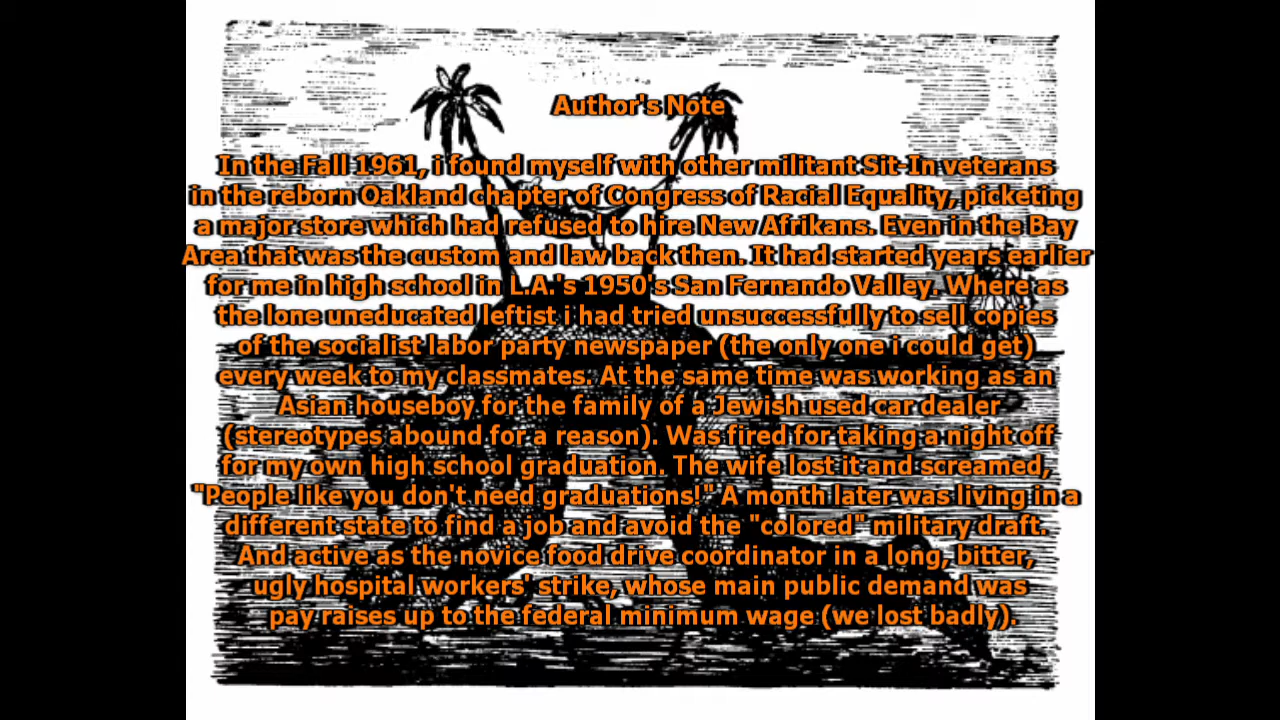 Author's Note
In the Fall 1961, i found myself with other militant Sit-In veterans
in the reborn Oakland chapter of Congress of Racial Equality, picketing
a major store which had refused to hire New Afrikans. Even in the Bay
Area that was the custom and law back then. It had started years earlier
for me in high school in L.A.'s 1950's San Fernando Valley. Where as
the lone uneducated leftist i had tried unsuccessfully to sell copies
of the socialist labor party newspaper (the only one i could get)
every week to my classmates. At the same time was working as an
Asian houseboy for the family of a Jewish used car dealer
(stereotypes abound for a reason). Was fired for taking a night off
for my own high school graduation. The wife lost it and screamed,
"People like you don't need graduations!" A month later was living in a
different state to find a job and avoid the "colored" military draft.
And active as the novice food drive coordinator in a long, bitter,
ugly hospital workers' strike, whose main public demand was
pay raises up to the federal minimum wage (we lost badly).